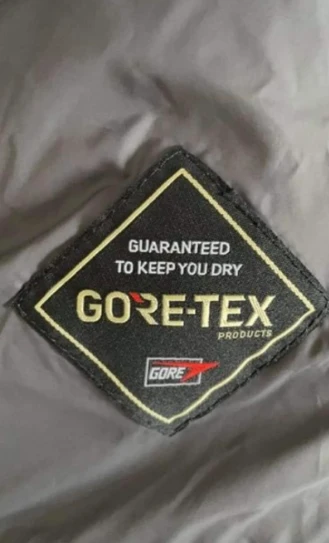 GUARANTEED
TO KEEP YOU DRY
GORE-TEX
PRODUCTS
GORE